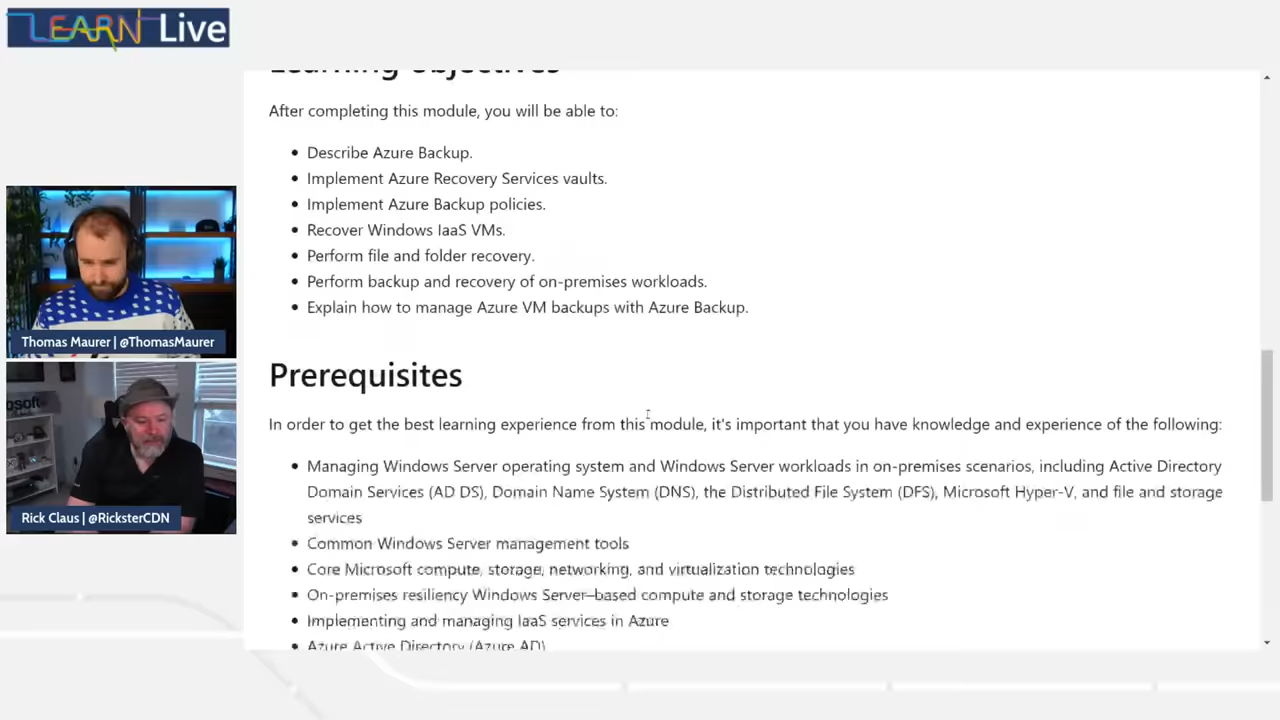 LEARN Live
Learning Objectives
After completing this module, you will be able to:
Describe Azure Backup.
Implement Azure Recovery Services vaults.
Implement Azure Backup policies.
Recover Windows IaaS VMs.
Perform file and folder recovery.
Perform backup and recovery of on-premises workloads.
Explain how to manage Azure VM backups with Azure Backup.
Prerequisites
In order to get the best learning experience from this module, it's important that you have knowledge and experience of the following:
Managing Windows Server operating system and Windows Server workloads in on-premises scenarios, including Active Directory
Domain Services (AD DS), Domain Name System (DNS), the Distributed File System (DFS), Microsoft Hyper-V, and file and storage
services
Common Windows Server management tools
Core Microsoft compute, storage, networking, and virtualization technologies
On-premises resiliency Windows Server–based compute and storage technologies
Implementing and managing IaaS services in Azure
Azure Active Directory (Azure AD)
Thomas Maurer | @ThomasMaurer
osoft
Rick Claus | @RicksterCDN